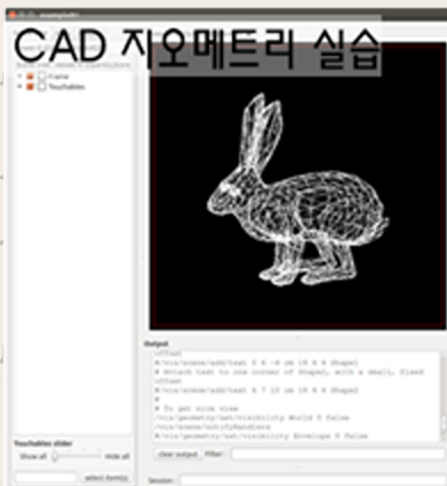 CAD 지오메트리 실습
Frame
Touchables
Output
offset
#/vis/scene/add/text 0 6 -4 cm 18 4 4 Shape1
# Attach text to one corner of Shape2, with a small, fixed
offset
#/vis/scene/add/text 6 7 10 cm 18 4 4 Shape2
#
# To get nice view
/vis/geometry/set/visibility World 0 false
/vis/scene/notifyHandlers
#/vis/geometry/set/visibility Envelope 0 false
Touchables slider
Show all
Hide all
select item(s)
clear output
Filter:
Session